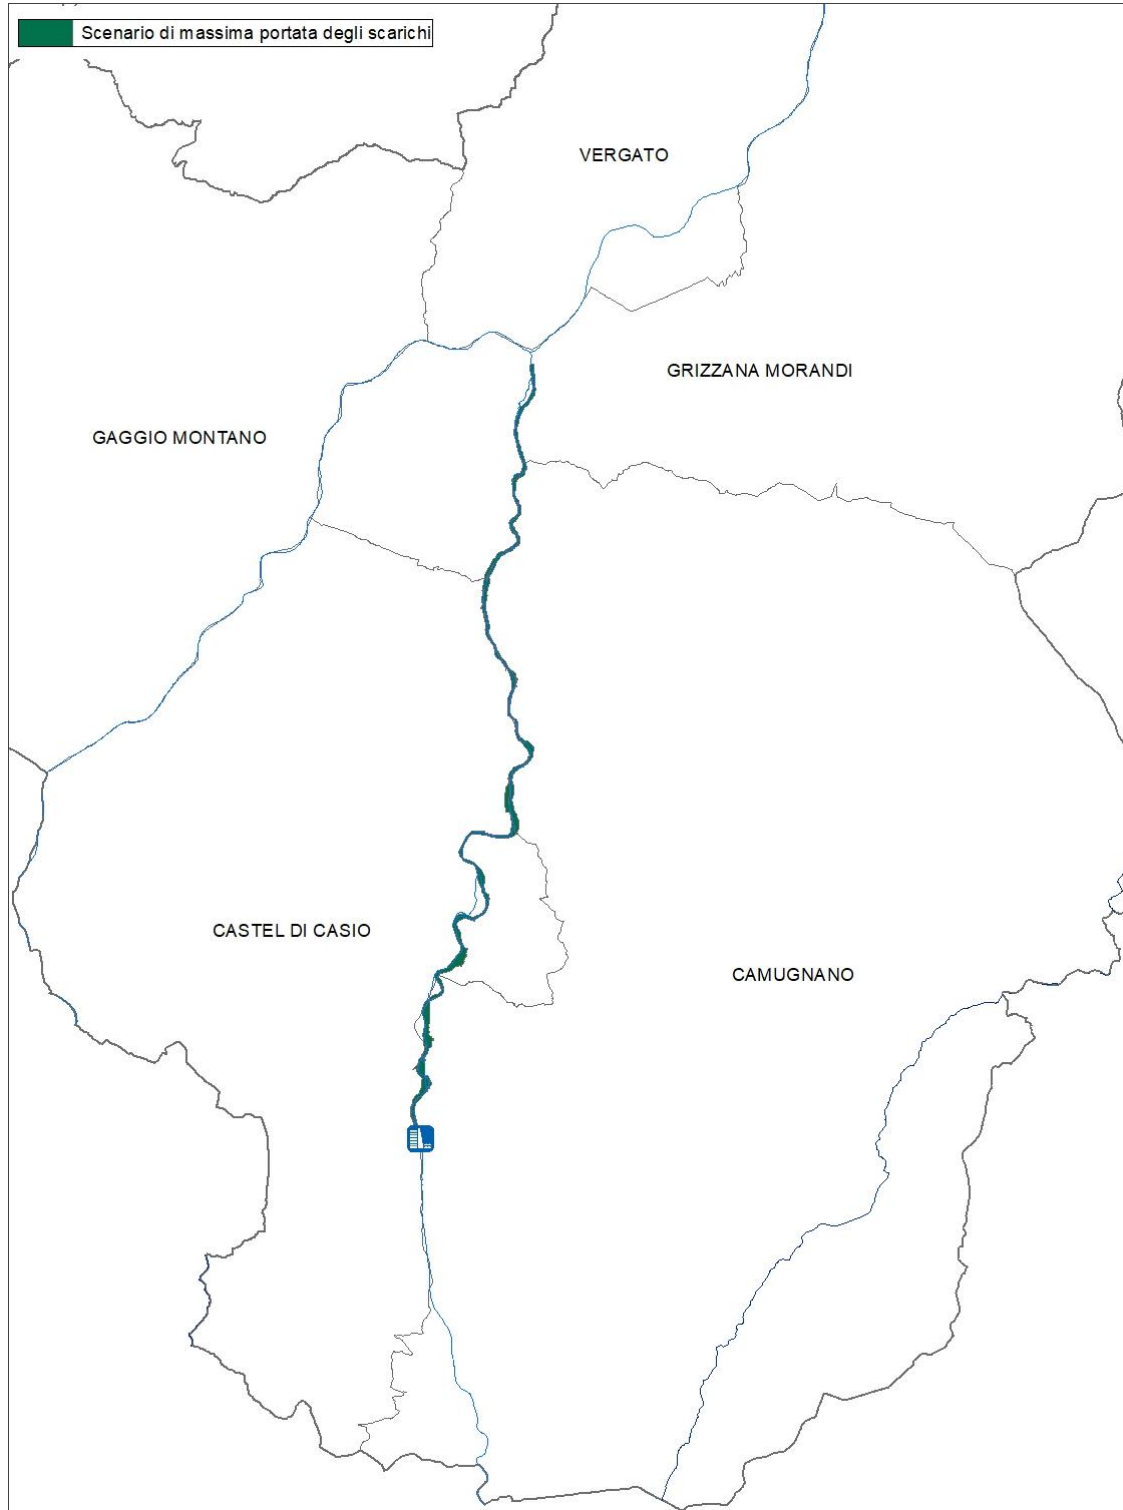 Scenario di massima portata degli scarichi
VERGATO
GRIZZANA MORANDI
GAGGIO MONTANO
CASTEL DI CASIO
CAMUGNANO